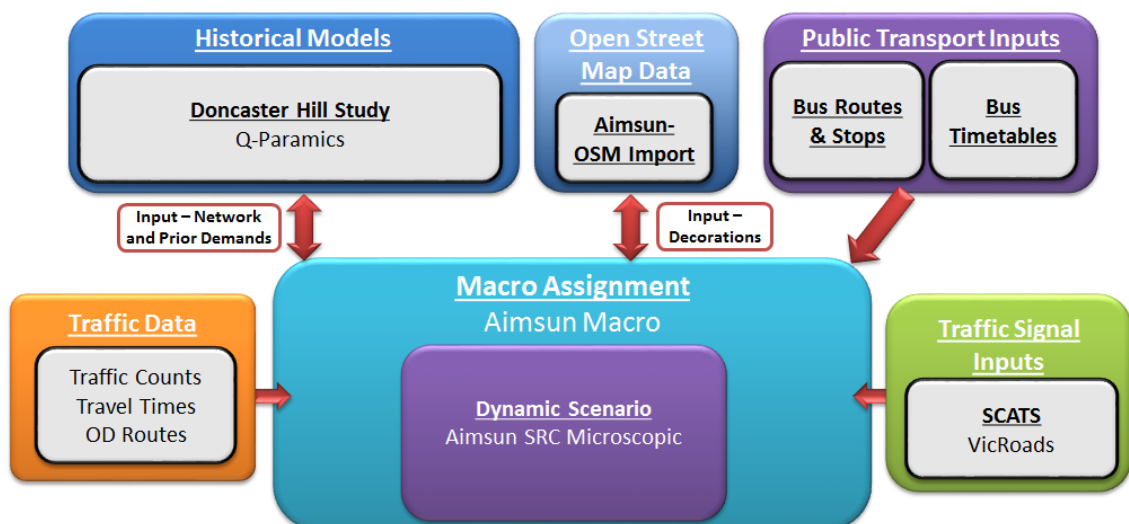 Historical Models
Doncaster Hill Study
Q-Paramics
Open Street
Map Data
Aimsun-
OSM Import
Public Transport Inputs
Bus Routes
& Stops
Bus
Timetables
Input – Network
and Prior Demands
Input –
Decorations
Macro Assignment
Aimsun Macro
Dynamic Scenario
Aimsun SRC Microscopic
Traffic Data
Traffic Counts
Travel Times
OD Routes
Traffic Signal
Inputs
SCATS
VicRoads